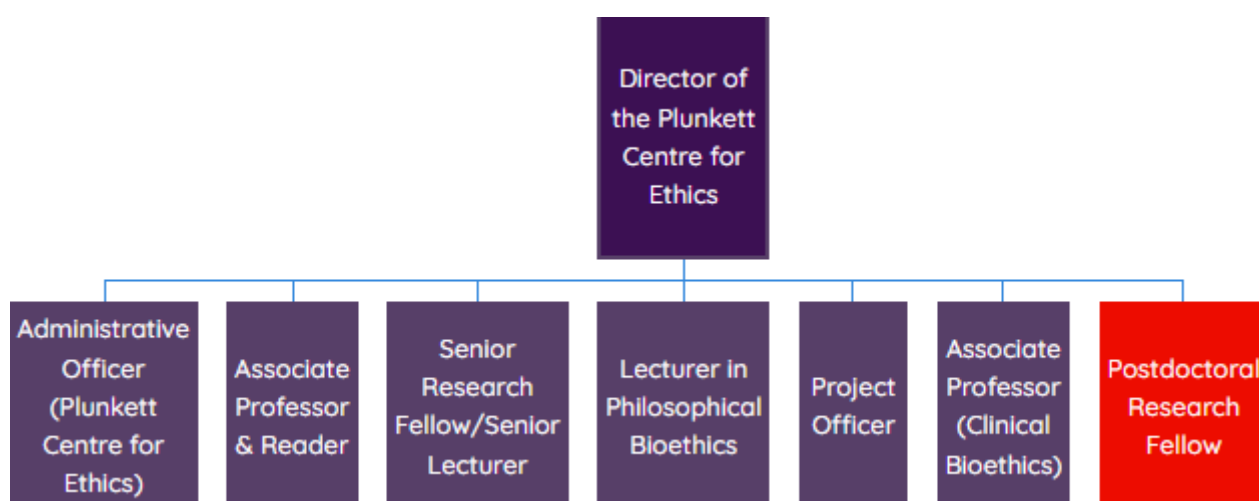 Director of
the Plunkett
Centre for
Ethics
Administrative
Officer
(Plunkett
Centre for
Ethics)
Associate
Professor
& Reader
Senior
Research
Fellow/Senior
Lecturer
Lecturer in
Philosophical
Bioethics
Project
Officer
Associate
Professor
(Clinical
Bioethics)
Postdoctoral
Research
Fellow